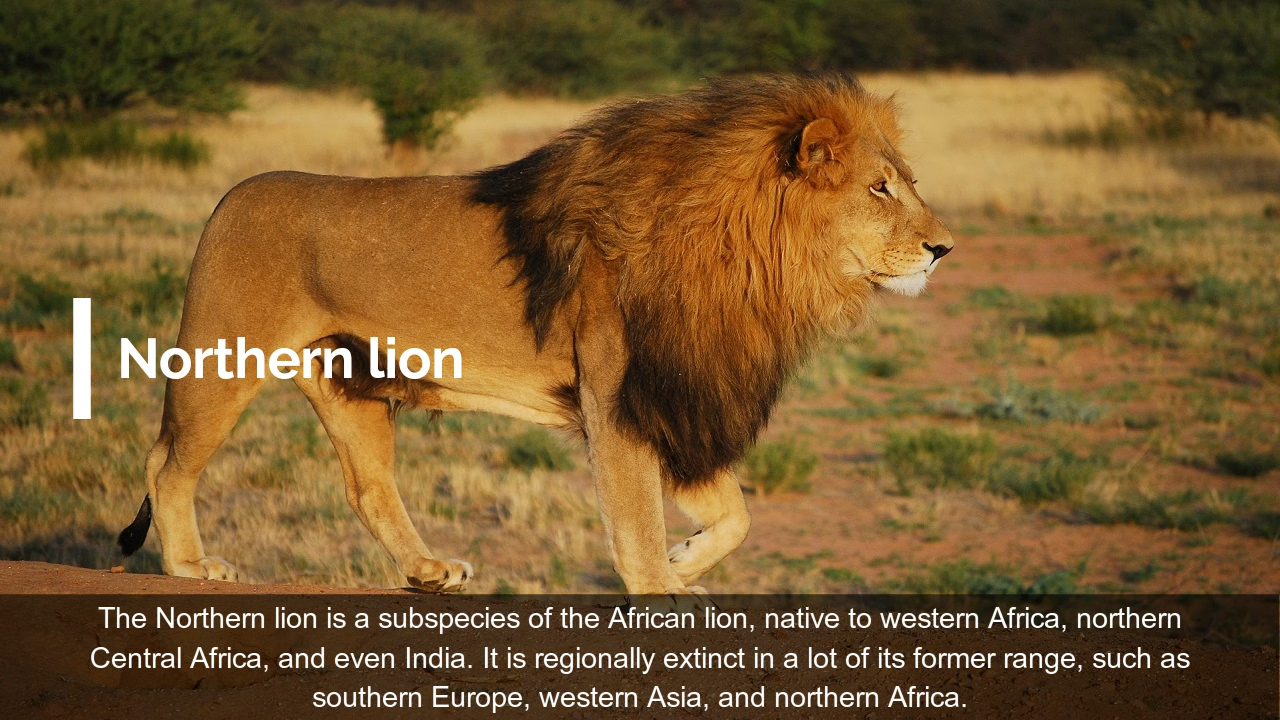 Northern lion
The Northern lion is a subspecies of the African lion, native to western Africa, northern
Central Africa, and even India. It is regionally extinct in a lot of its former range, such as
southern Europe, western Asia, and northern Africa.